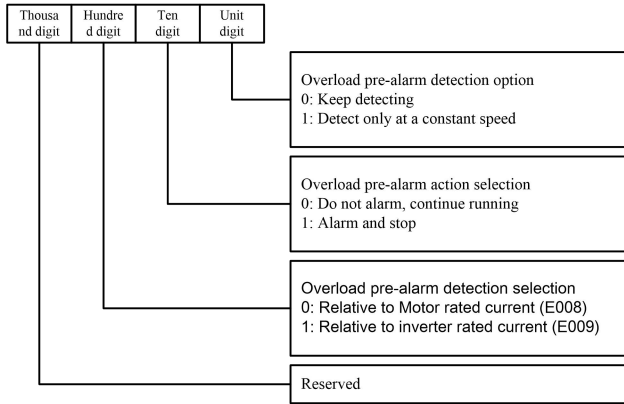 Thousa
nd digit
Hundre
d digit
Ten
digit
Unit
digit
Overload pre-alarm detection option
0: Keep detecting
1: Detect only at a constant speed
Overload pre-alarm action selection
0: Do not alarm, continue running
1: Alarm and stop
Overload pre-alarm detection selection
0: Relative to Motor rated current (E008)
1: Relative to inverter rated current (E009)
Reserved